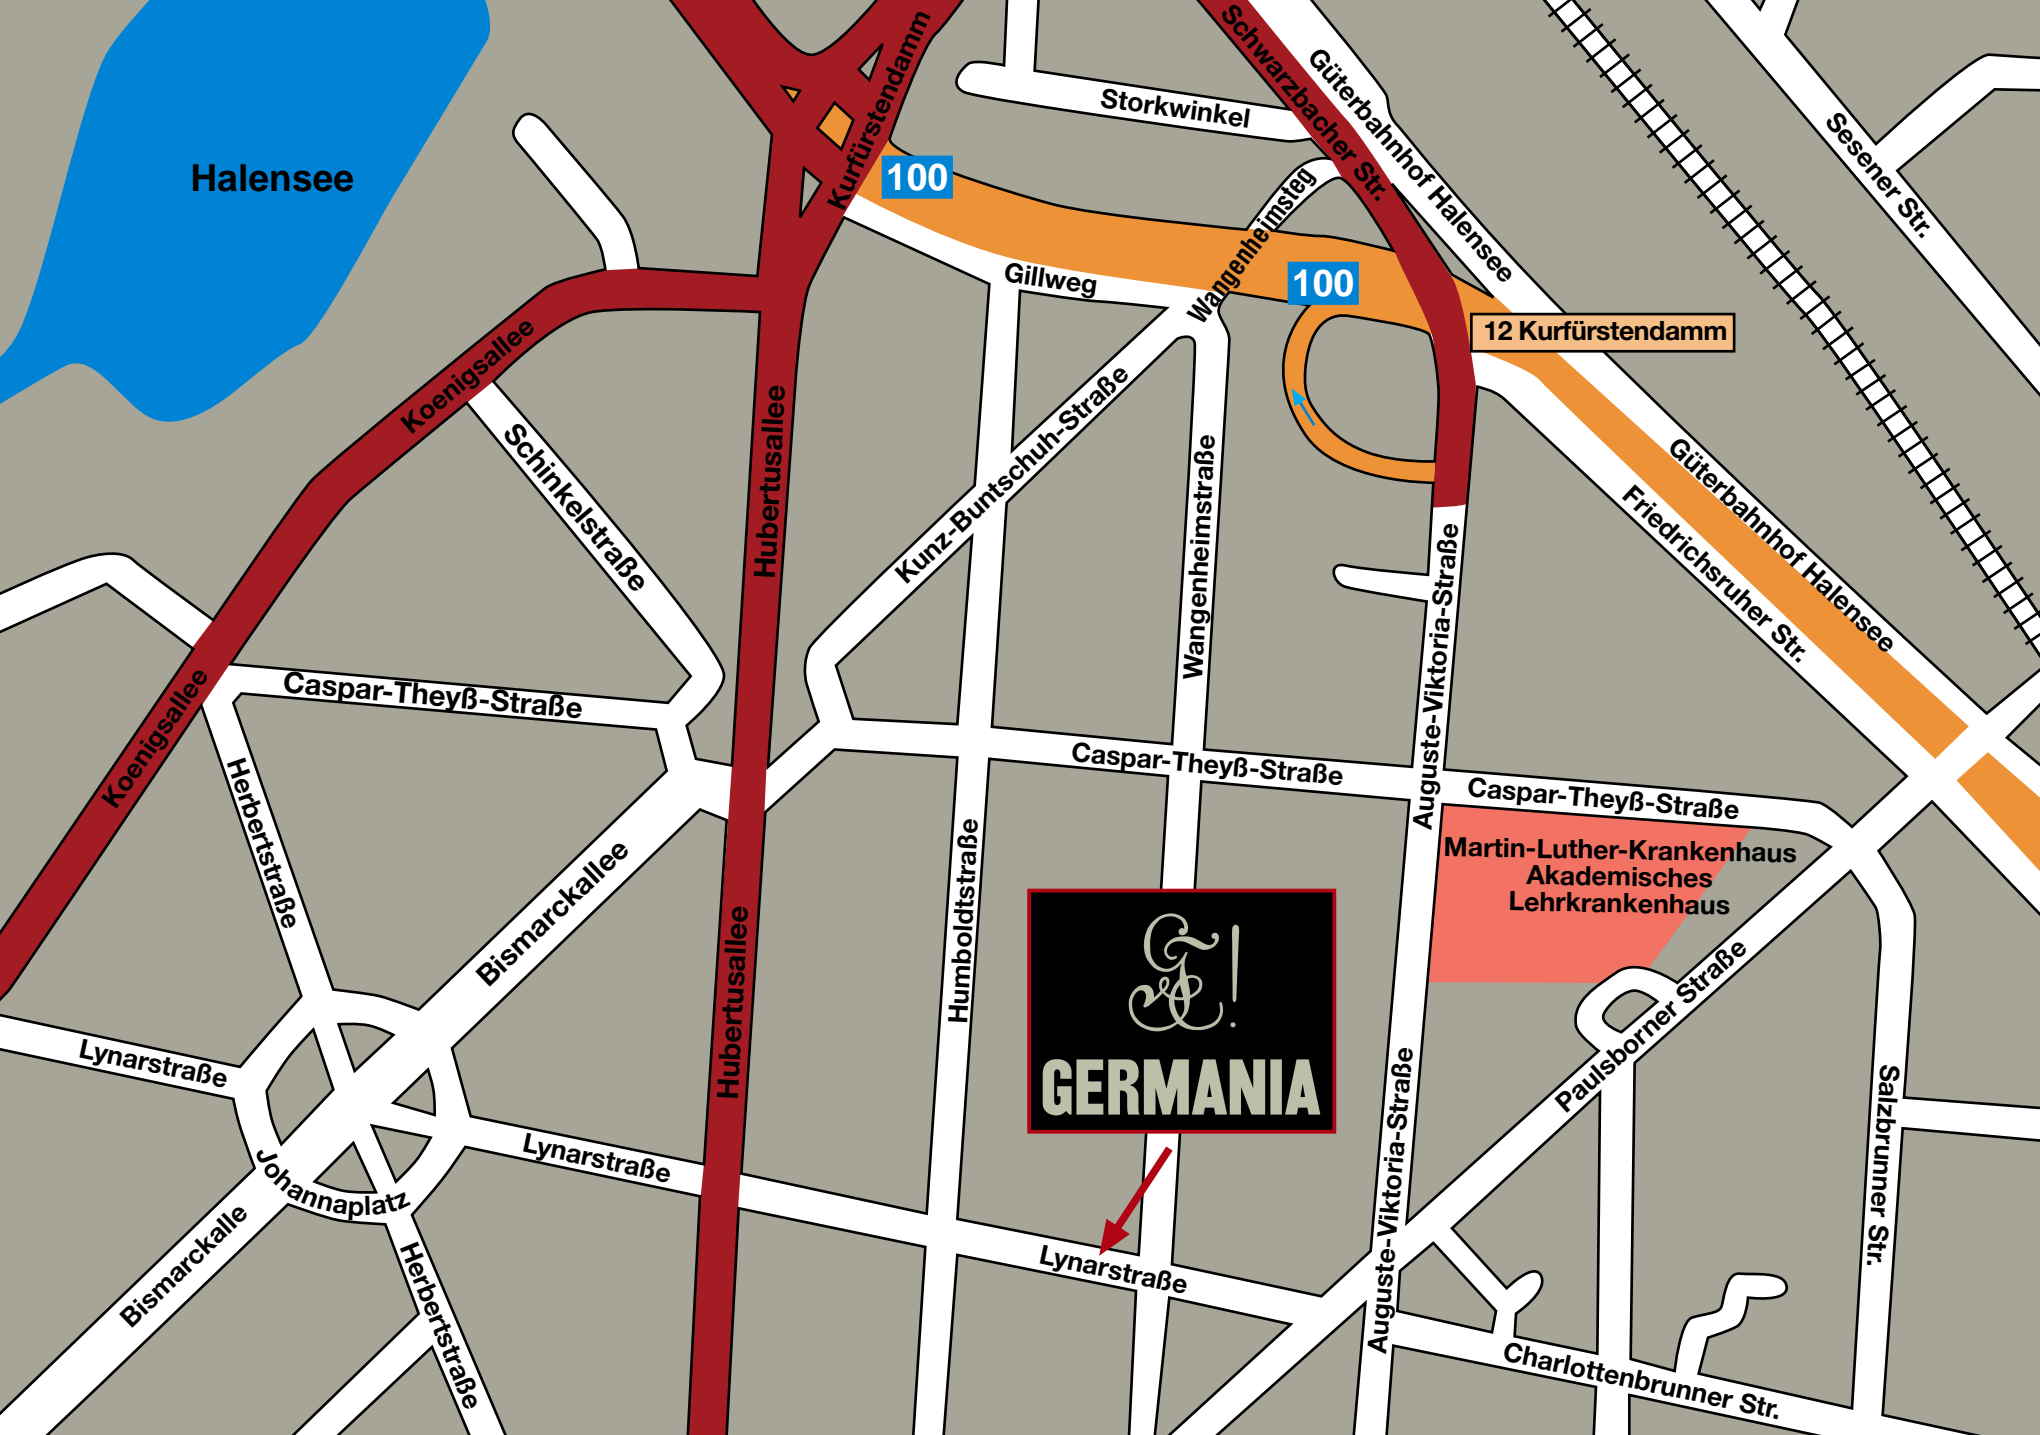 Kurfürstendamm
Schwarzbacher Str.
Güterbahnhof Halensee
Storkwinkel
Sesener Str.
Halensee
100
Wangenheimsteg
Gillweg
100
12 Kurfürstendamm
Koenigsallee
Hubertusallee
Schinkelstraße
Kunz-Buntschuh-Straße
Wangenheimstraße
Güterbahnhof Halensee
Friedrichsruher Str.
Auguste-Viktoria-Straße
Caspar-Theyß-Straße
Koenigsallee
Caspar-Theyß-Straße
Caspar-Theyß-Straße
Herbertstraße
Bismarckallee
Humboldtstraße
Martin-Luther-Krankenhaus
Akademisches
Lehrkrankenhaus
Hubertusallee
G!
GERMANIA
Paulsborner Straße
Lynarstraße
Auguste-Viktoria-Straße
Salzbrunner Str.
Lynarstraße
Johannaplatz
Bismarckalle
Herbertstraße
Lynarstraße
Auguste-Viktoria-Straße
Charlottenbrunner Str.